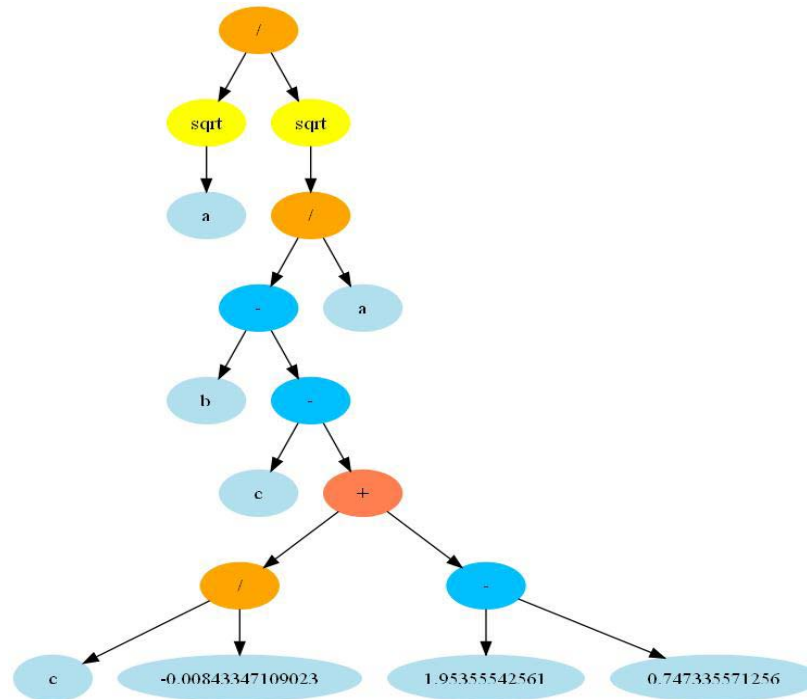 /
sqrt sqrt
a /
- a
b -
c +
/ -
c -0.00843347109023 1.95355542561 0.747335571256